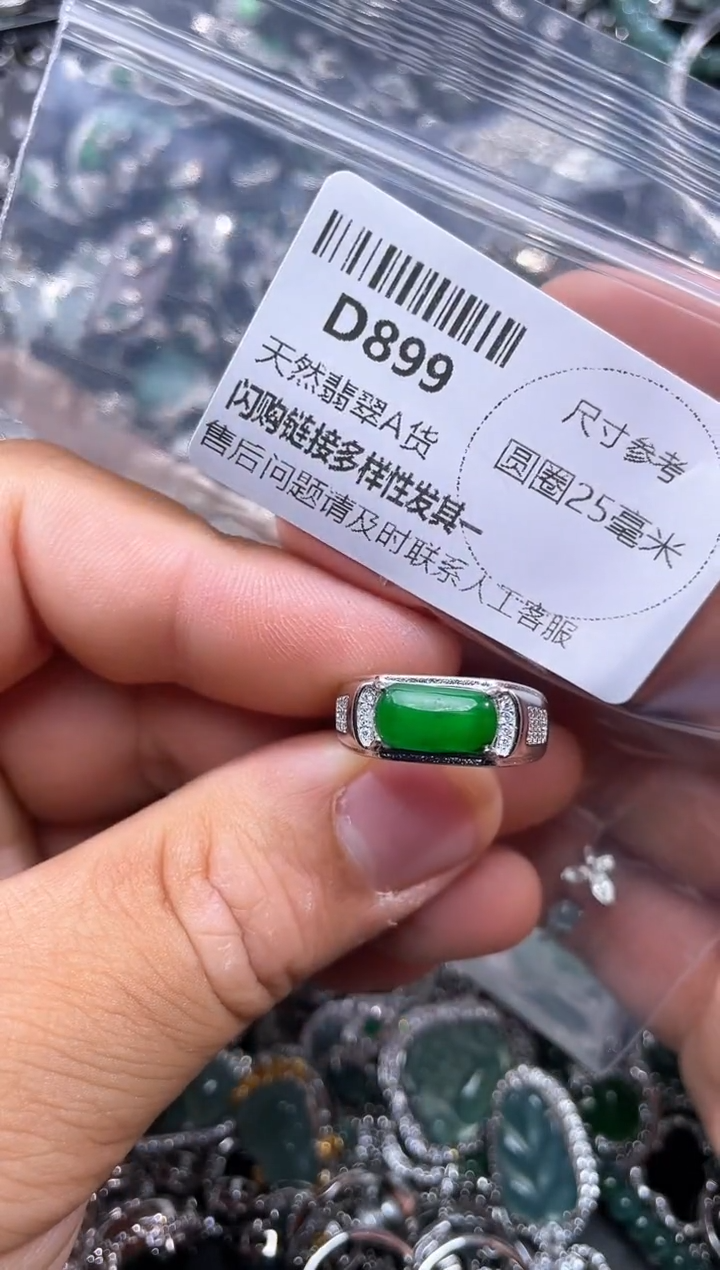 D899
天然翡翠A货
闪购链接多样性发其一
售后问题请及时联系人工客服
尺寸参考
圆圈25毫米